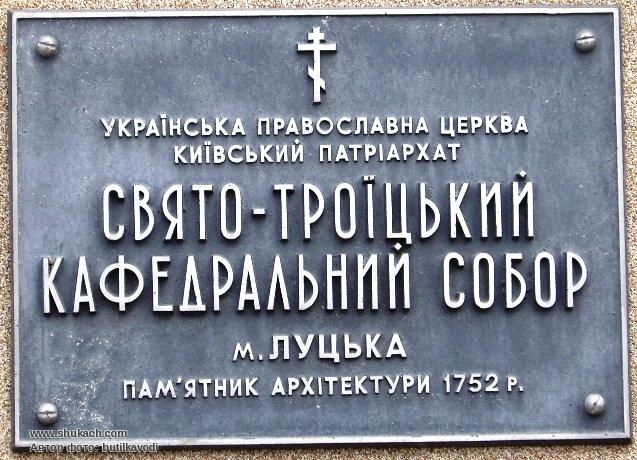 УКРАЇНСЬКА ПРАВОСЛАВНА ЦЕРКВА
КИЇВСЬКИЙ ПАТРІАРХАТ
СВЯТО-ТРОЇЦЬКИЙ
КАФЕДРАЛЬНИЙ СОБОР
м. ЛУЦЬКА
ПАМ'ЯТНИК АРХІТЕКТУРИ 1752 Р.
www.shukach.com
Автор фото: butilkavodi